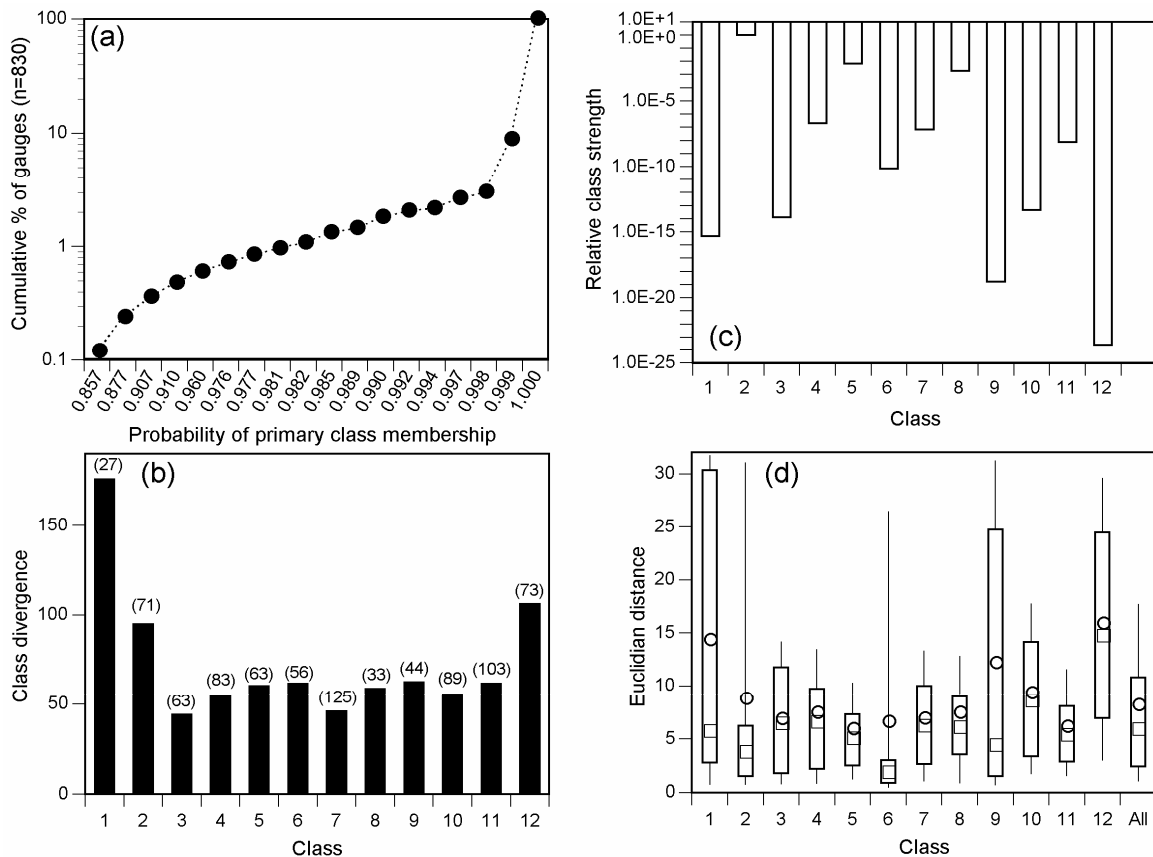 (a)
Cumulative % of gauges (n=830)
100
10
1
0.1
0.857 0.877 0.907 0.910 0.960 0.976 0.977 0.981 0.982 0.985 0.989 0.990 0.992 0.994 0.997 0.998 0.999 1.000
Probability of primary class membership
(c)
Relative class strength
1.0E+1
1.0E+0
1.0E-5
1.0E-10
1.0E-15
1.0E-20
1.0E-25
1 2 3 4 5 6 7 8 9 10 11 12
Class
(b)
Class divergence
150
100
50
0
(27) (71) (63) (83) (63) (56) (125) (33) (44) (89) (103) (73)
1 2 3 4 5 6 7 8 9 10 11 12
Class
(d)
Euclidian distance
30
25
20
15
10
5
0
1 2 3 4 5 6 7 8 9 10 11 12 All
Class